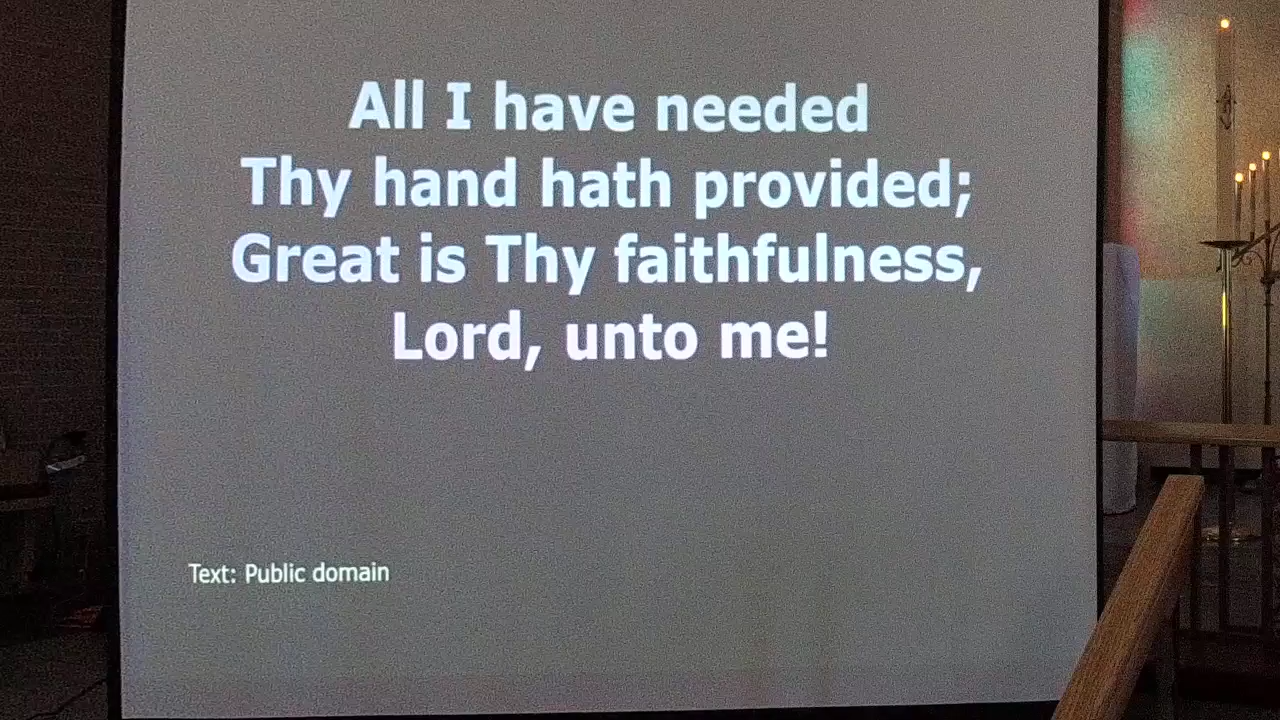 All I have needed
Thy hand hath provided;
Great is Thy faithfulness,
Lord, unto me!
Text: Public domain